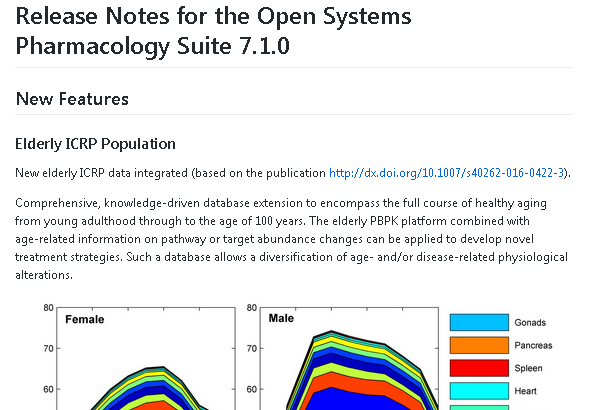 Release Notes for the Open Systems
Pharmacology Suite 7.1.0
New Features
Elderly ICRP Population
New elderly ICRP data integrated (based on the publication http://dx.doi.org/10.1007/s40262-016-0422-3).
Comprehensive, knowledge-driven database extension to encompass the full course of healthy aging
from young adulthood through to the age of 100 years. The elderly PBPK platform combined with
age-related information on pathway or target abundance changes can be applied to develop novel
treatment strategies. Such a database allows a diversification of age- and/or disease-related physiological
alterations.
80
70
60
Female
80
70
60
Male
Gonads
Pancreas
Spleen
Heart